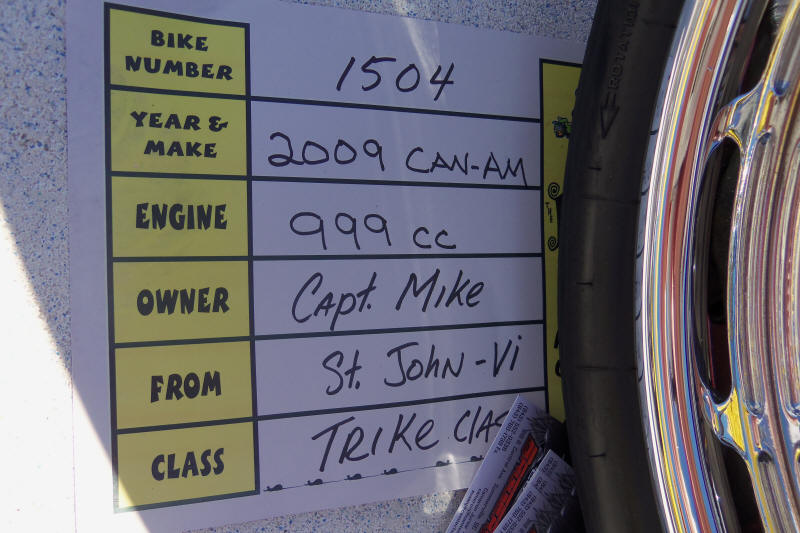 BIKE
NUMBER
1504
YEAR &
MAKE
2009 CAN-AM
ENGINE
999 cc
OWNER
Capt. Mike
FROM
St. John - Vi
CLASS
TRIKE Clas
ROTATI